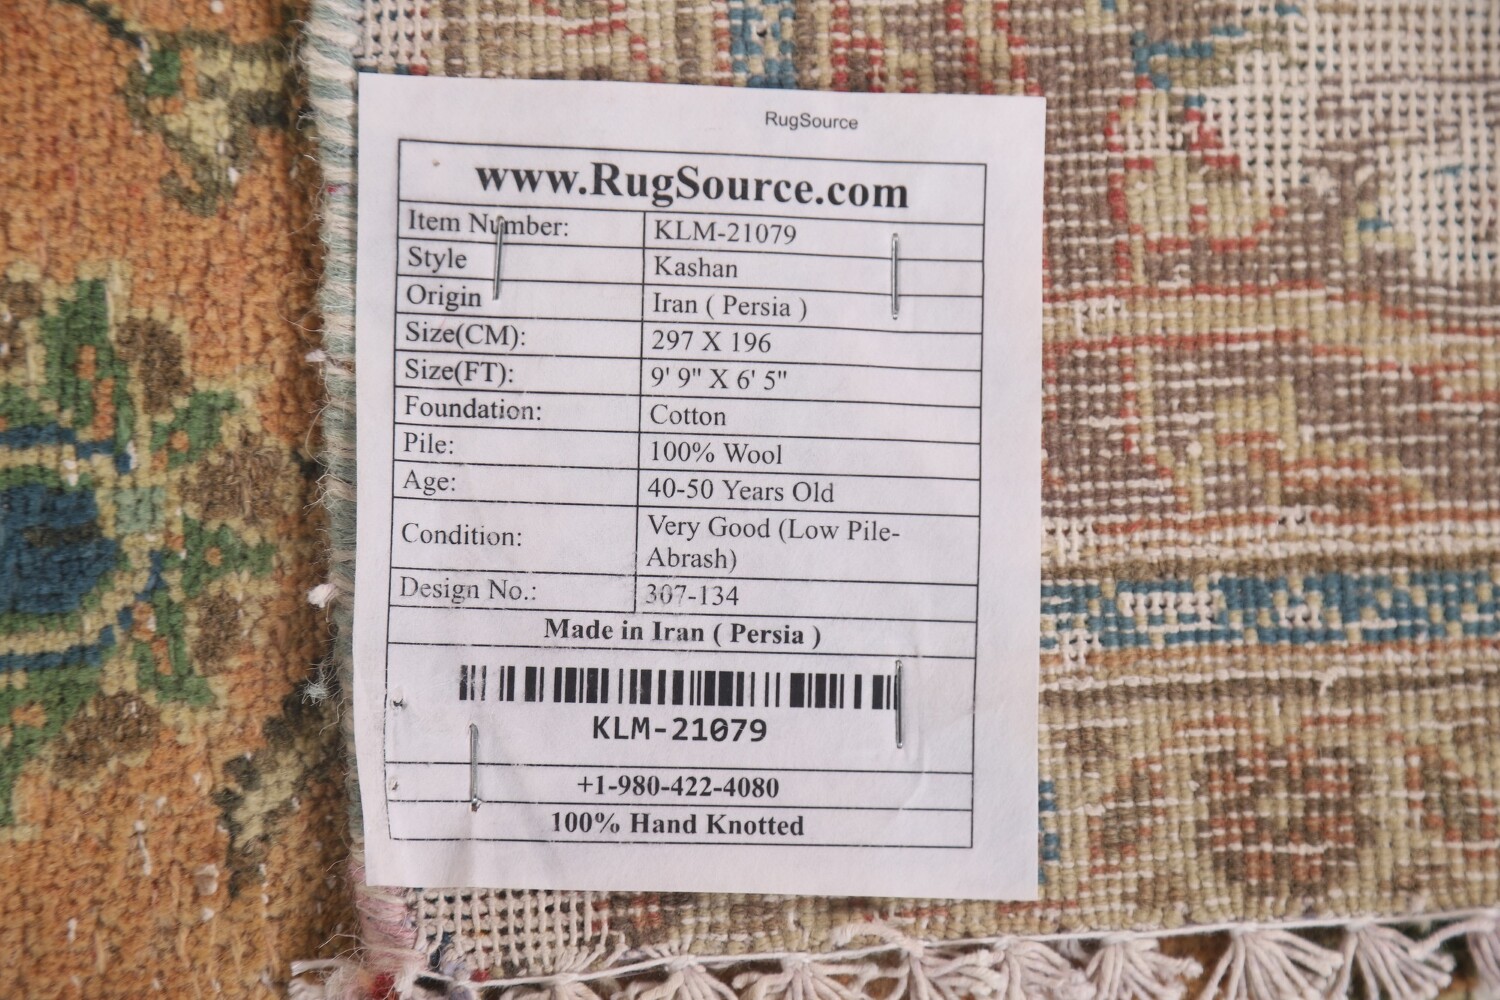 RugSource
www.RugSource.com
Item Number: KLM-21079
Style Kashan
Origin Iran ( Persia )
Size(CM): 297 X 196
Size(FT): 9' 9" X 6' 5"
Foundation: Cotton
Pile: 100% Wool
Age: 40-50 Years Old
Condition: Very Good (Low Pile-
Abrash)
Design No.: 307-134
Made in Iran ( Persia )
KLM-21079
+1-980-422-4080
100% Hand Knotted